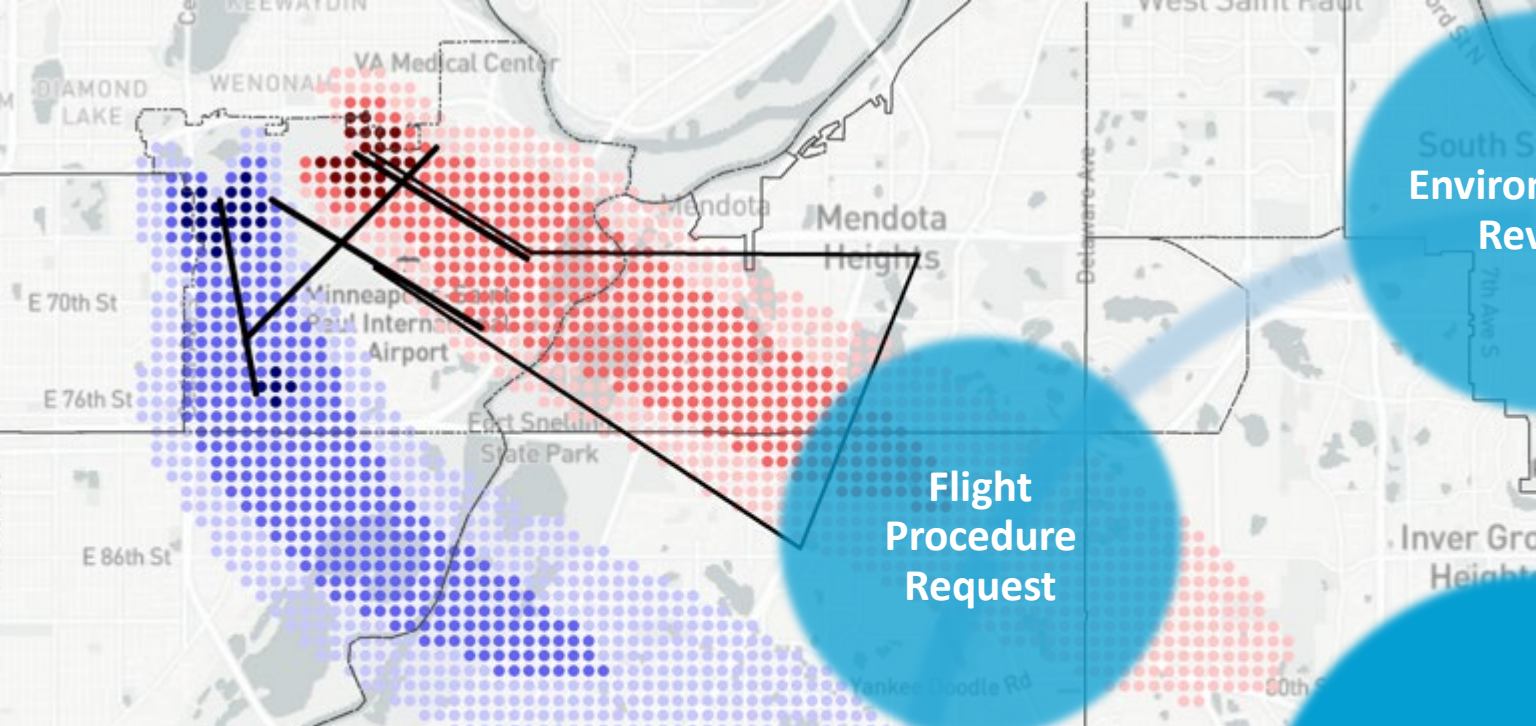 KEEWAYDIN
West Saint Paul
VA Medical Center
DIAMOND
LAKE
WENONAH
South S
Environ
Rev
Mendota
Mendota
Heights
Delaware Ave
7th Ave S
E 70th St
Minneapolis Saint
Paul International
Airport
E 76th St
Fort Snelling
State Park
Flight
Procedure
Request
E 86th St
Inver Gro
Heights
Yankee Doodle Rd
80th S